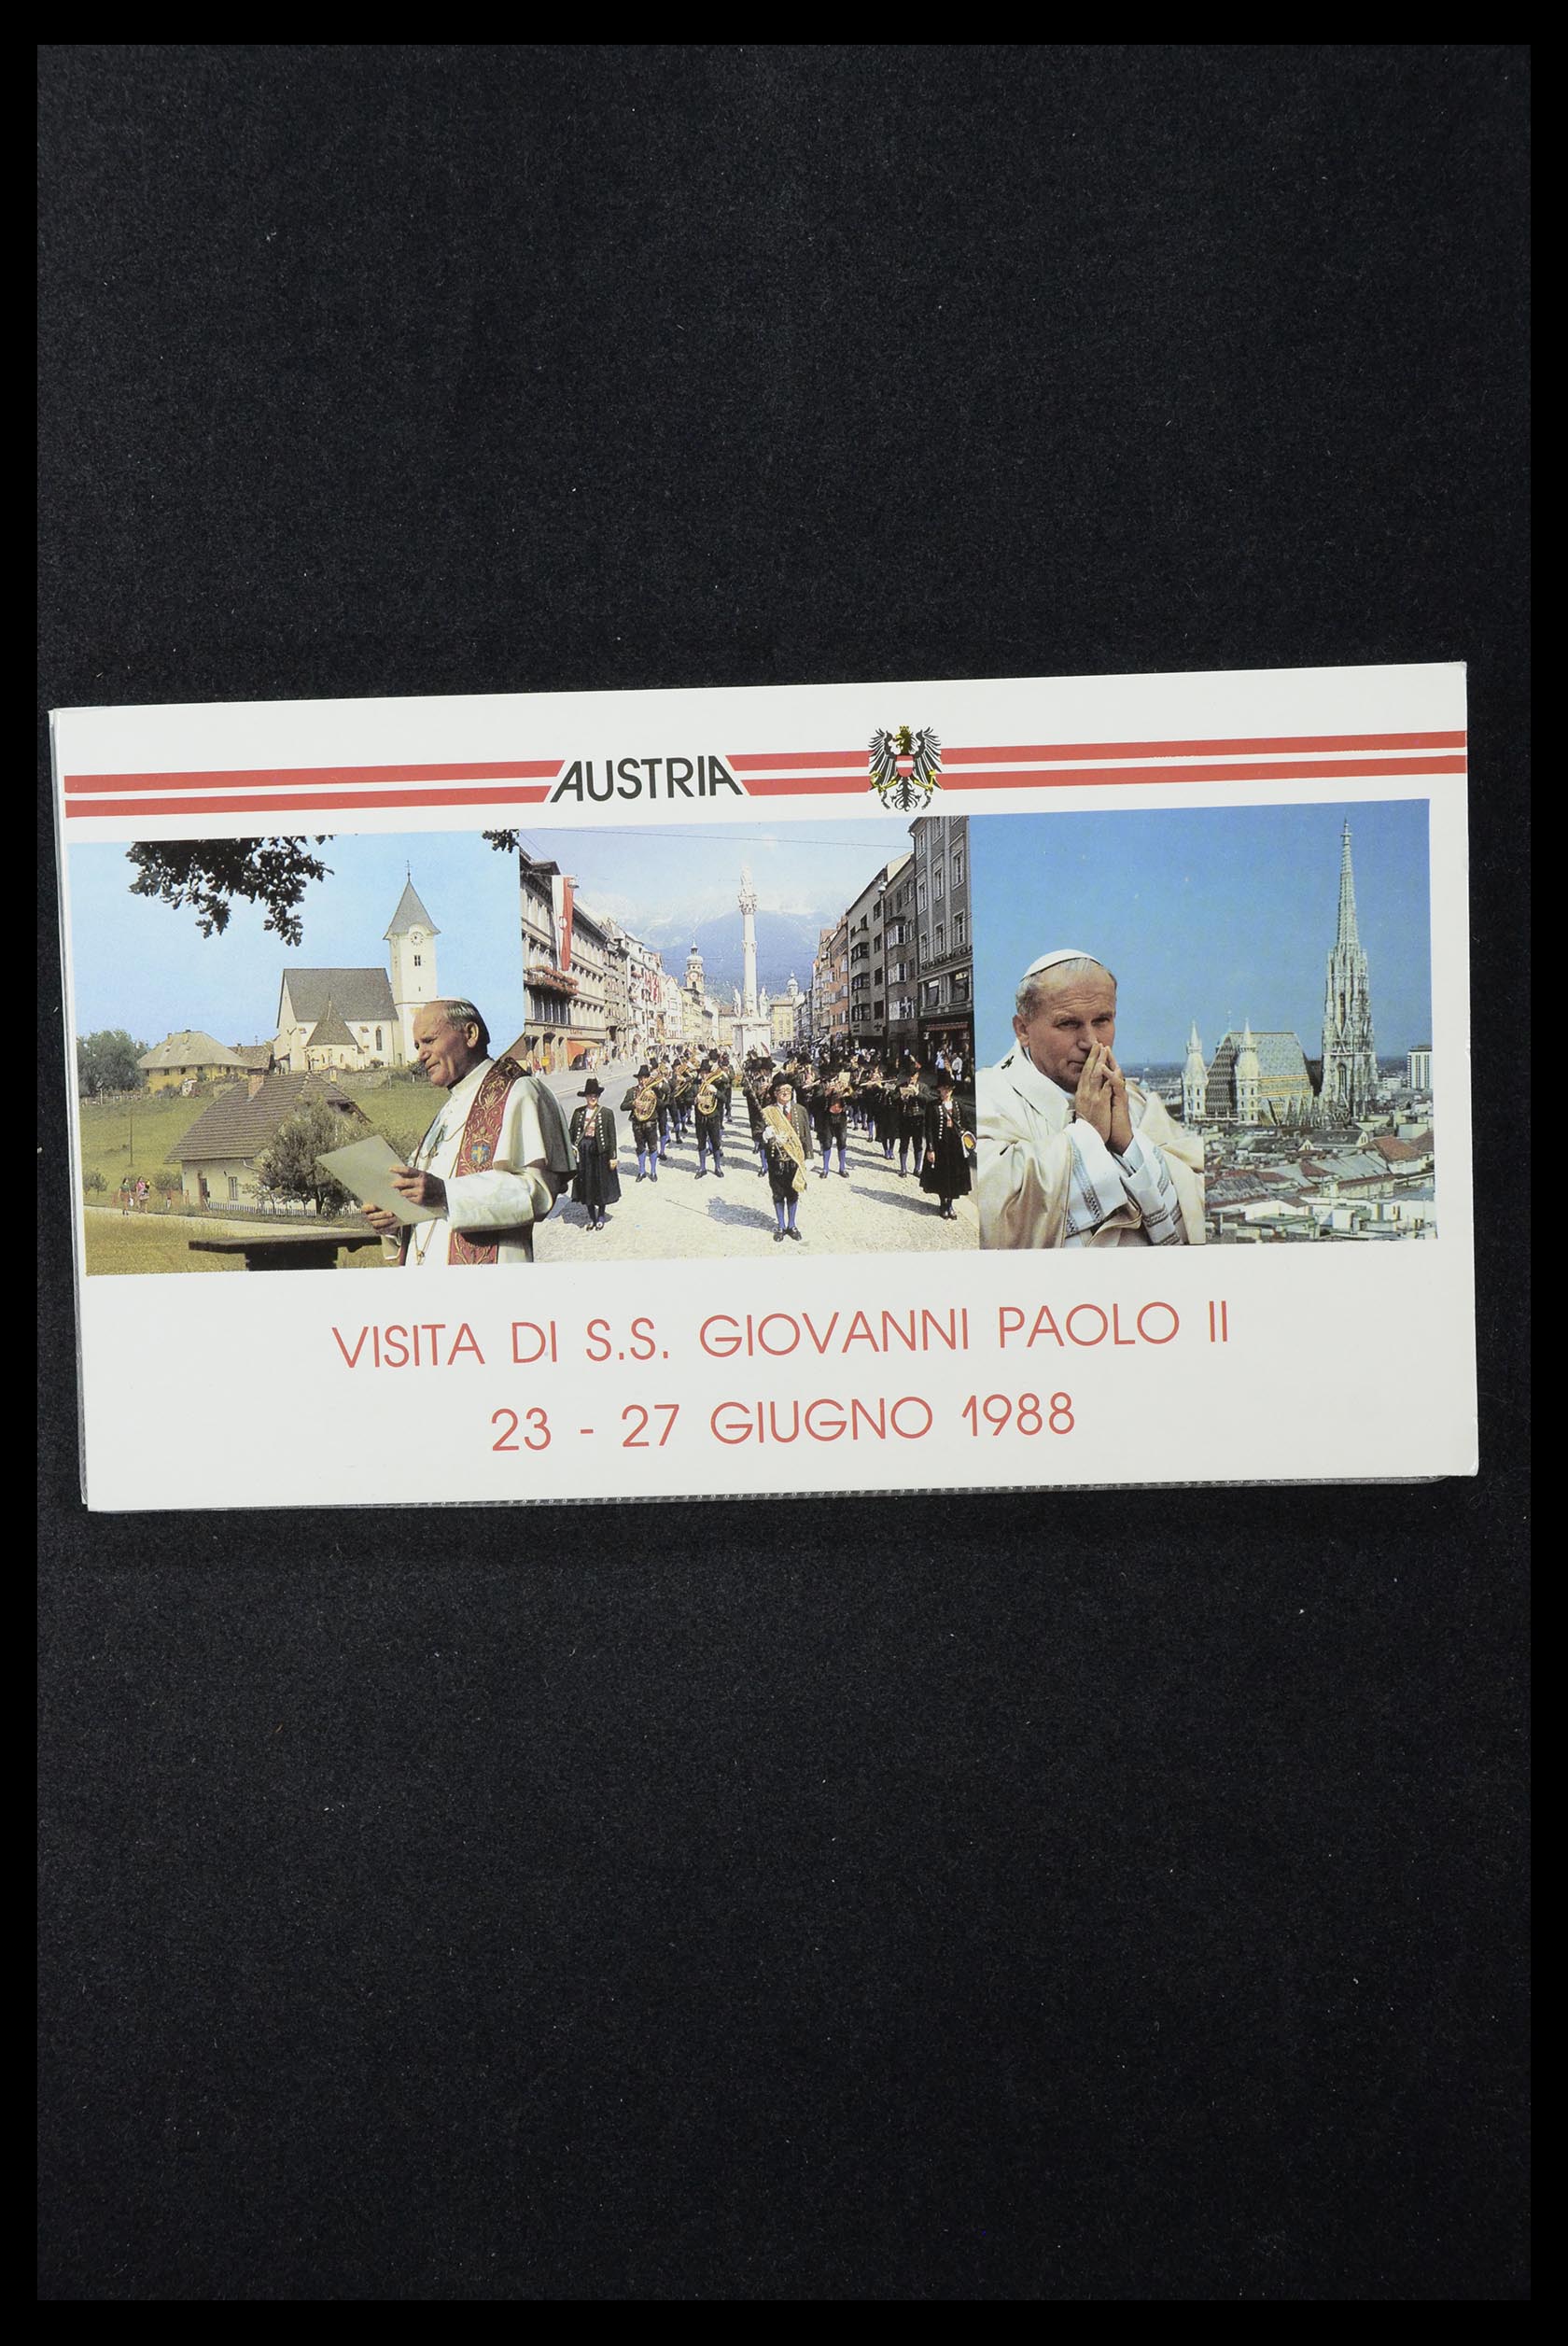 AUSTRIA
VISITA DI S.S. GIOVANNI PAOLO II
23 - 27 GIUGNO 1988